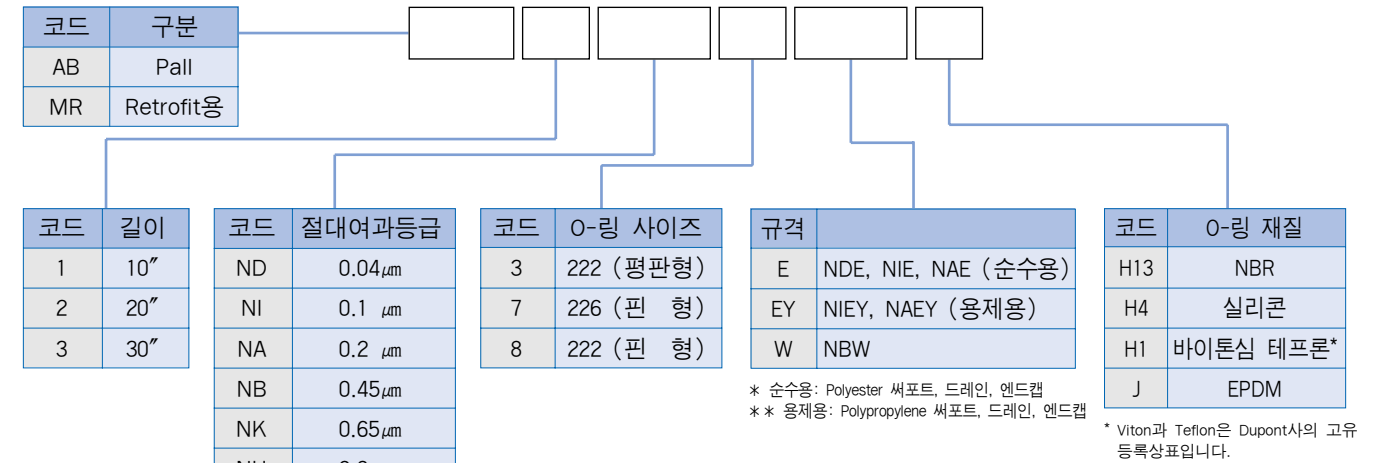 코드 구분
AB Pall
MR Retrofit용
코드 길이
1 10″
2 20″
3 30″
코드 절대여과등급
ND 0.04㎛
NI 0.1 ㎛
NA 0.2 ㎛
NB 0.45㎛
NK 0.65㎛
코드 O-링 사이즈
3 222 (평판형)
7 226 (핀 형)
8 222 (핀 형)
규격
E NDE, NIE, NAE (순수용)
EY NIEY, NAEY (용제용)
W NBW
* 순수용: Polyester 써포트, 드레인, 엔드캡
** 용제용: Polypropylene 써포트, 드레인, 엔드캡
코드 O-링 재질
H13 NBR
H4 실리콘
H1 바이톤심 테프론*
J EPDM
* Viton과 Teflon은 Dupont사의 고유
등록상표입니다.